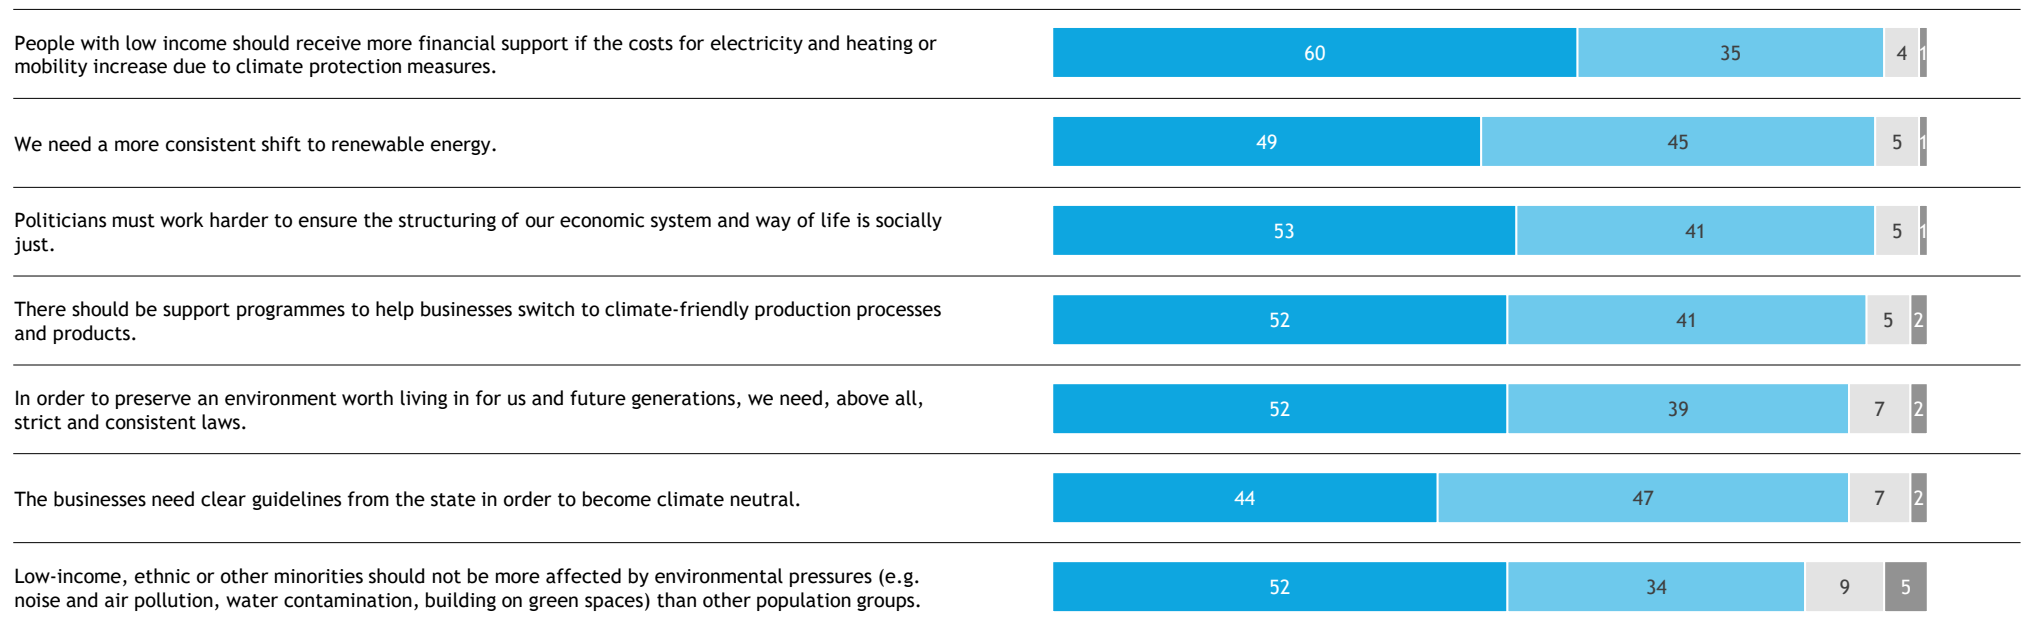 People with low income should receive more financial support if the costs for electricity and heating or
mobility increase due to climate protection measures.
60 35 4 1
We need a more consistent shift to renewable energy.
49 45 5 1
Politicians must work harder to ensure the structuring of our economic system and way of life is socially
just.
53 41 5 1
There should be support programmes to help businesses switch to climate-friendly production processes
and products.
52 41 5 2
In order to preserve an environment worth living in for us and future generations, we need, above all,
strict and consistent laws.
52 39 7 2
The businesses need clear guidelines from the state in order to become climate neutral.
44 47 7 2
Low-income, ethnic or other minorities should not be more affected by environmental pressures (e.g.
noise and air pollution, water contamination, building on green spaces) than other population groups.
52 34 9 5